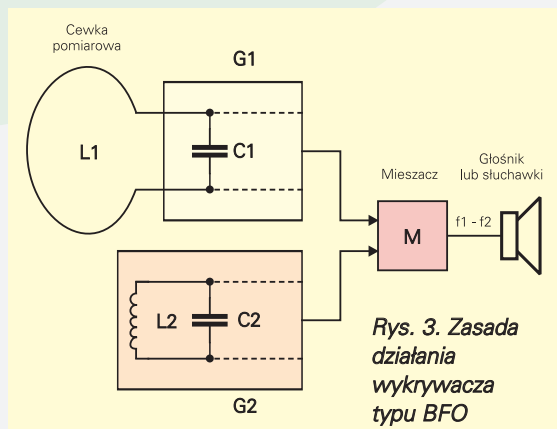 Cewka
pomiarowa
G1
L1
C1
Mieszacz
Głośnik
lub słuchawki
M
f1 - f2
L2
C2
G2
Rys. 3. Zasada
działania
wykrywacza
typu BFO